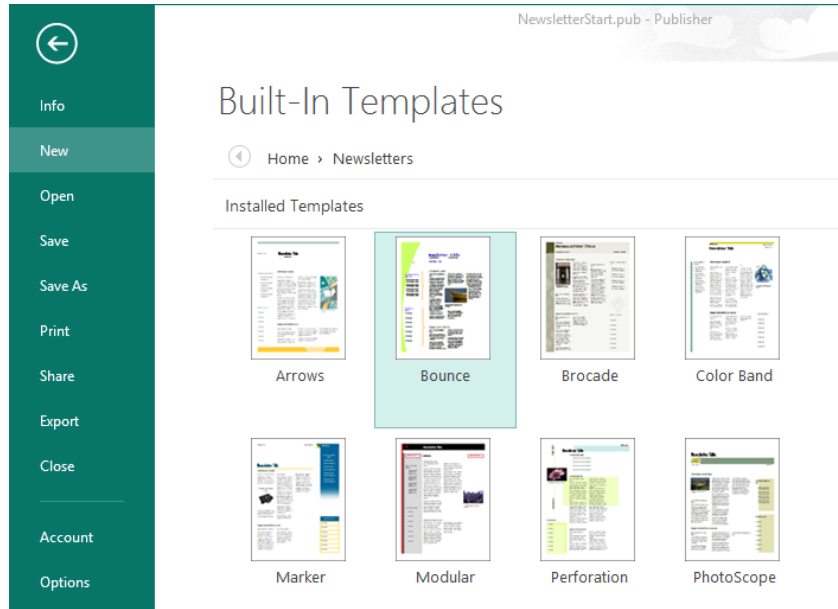 NewsletterStart.pub - Publisher
Info
New
Open
Save
Save As
Print
Share
Export
Close
Account
Options
Built-In Templates
Home › Newsletters
Installed Templates
Arrows
Bounce
Brocade
Color Band
Marker
Modular
Perforation
PhotoScope